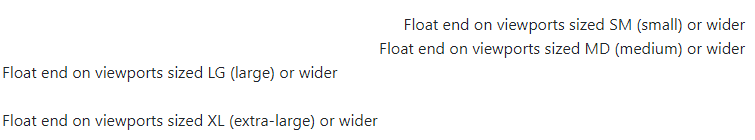 Float end on viewports sized SM (small) or wider
Float end on viewports sized MD (medium) or wider
Float end on viewports sized LG (large) or wider
Float end on viewports sized XL (extra-large) or wider